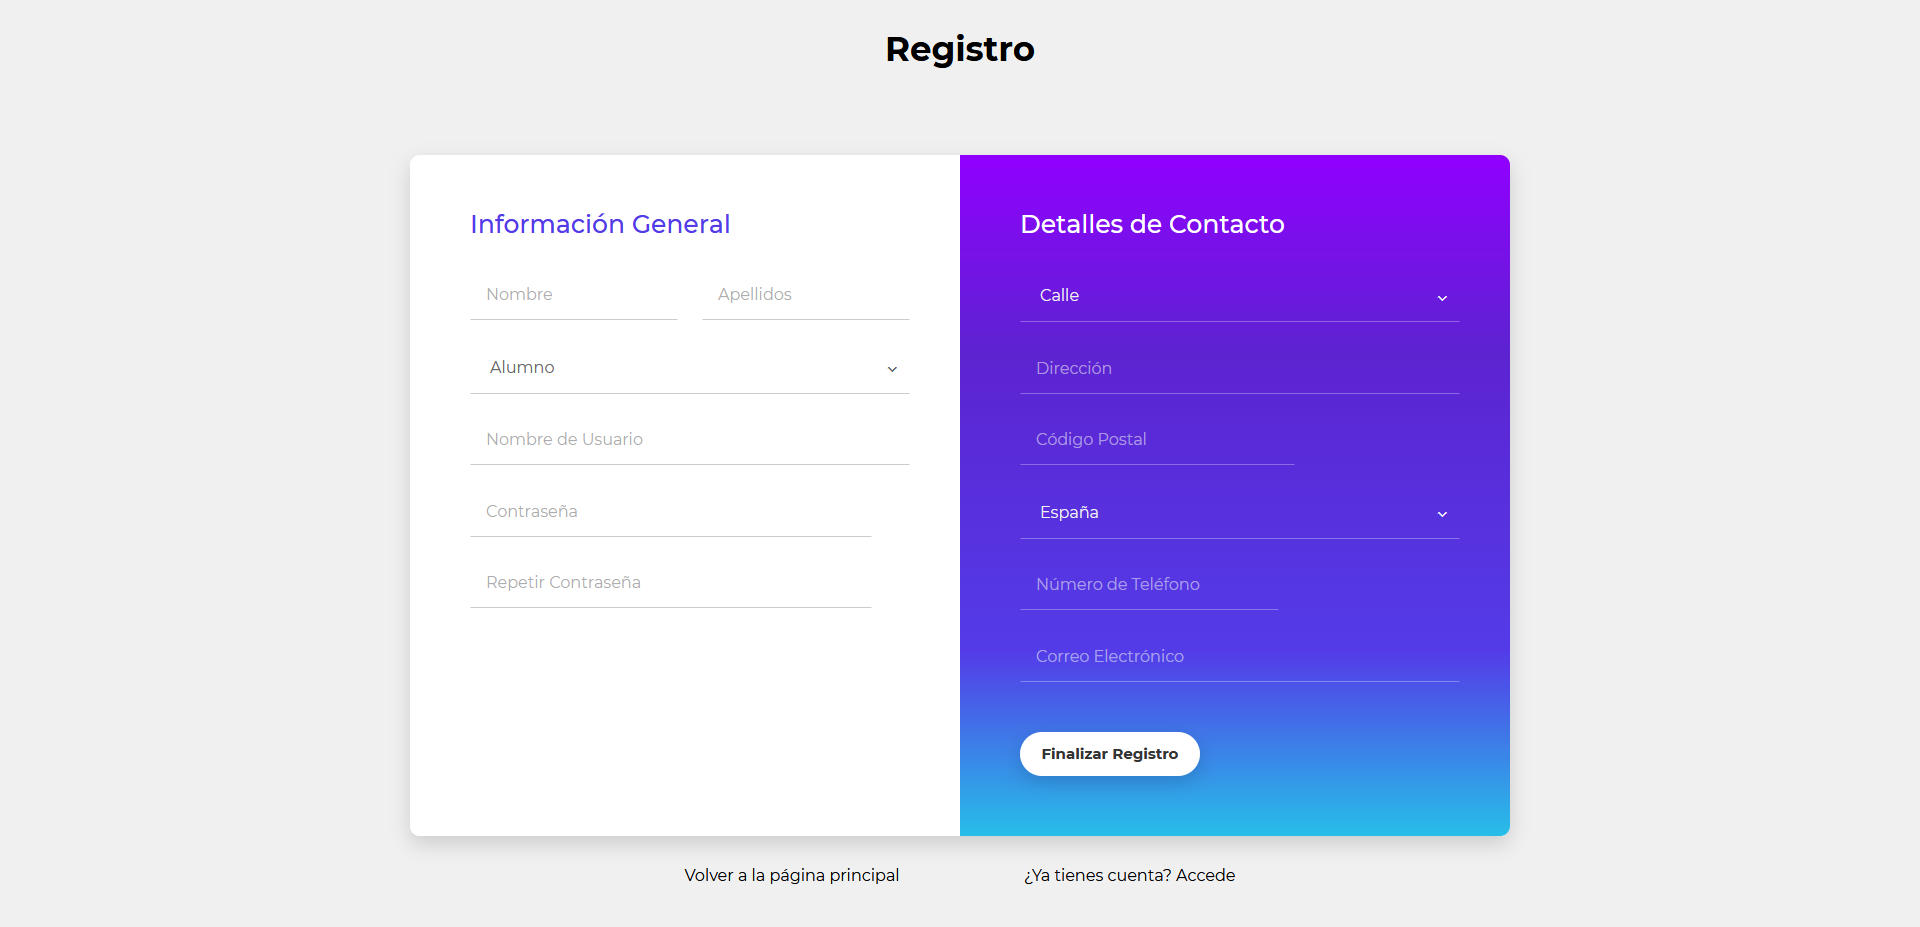 Registro
Información General
Nombre
Apellidos
Alumno
Nombre de Usuario
Contraseña
Repetir Contraseña
Detalles de Contacto
Calle
Dirección
Código Postal
España
Número de Teléfono
Correo Electrónico
Finalizar Registro
Volver a la página principal
¿Ya tienes cuenta? Accede